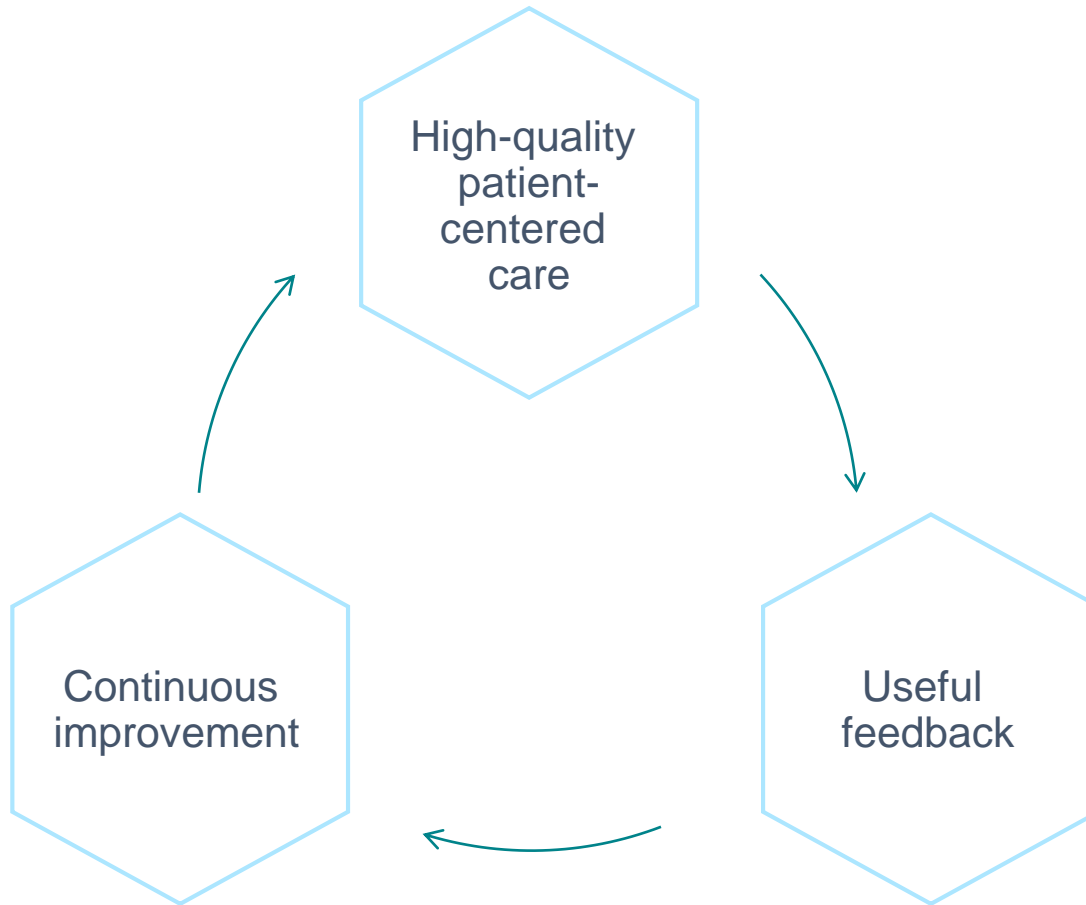 High-quality
patient-
centered
care
Continuous
improvement
Useful
feedback